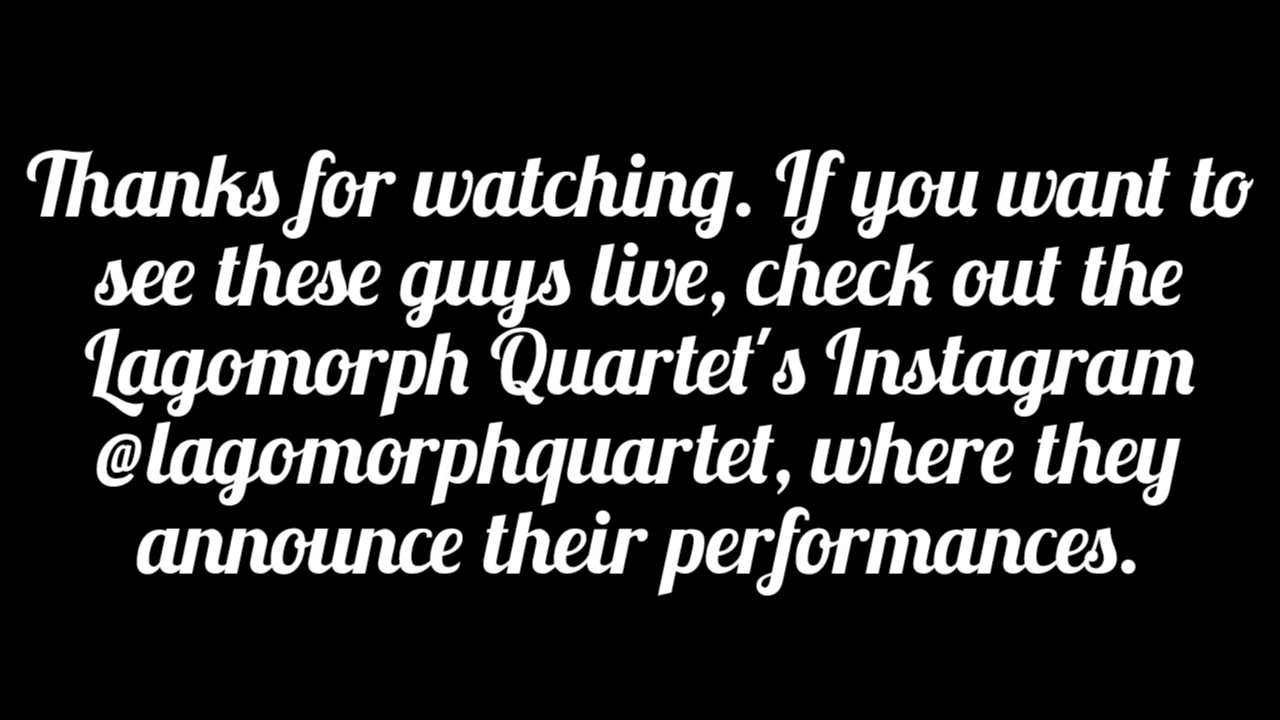 Thanks for watching. If you want to
see these guys live, check out the
Lagomorph Quartet's Instagram
@lagomorphquartet, where they
announce their performances.